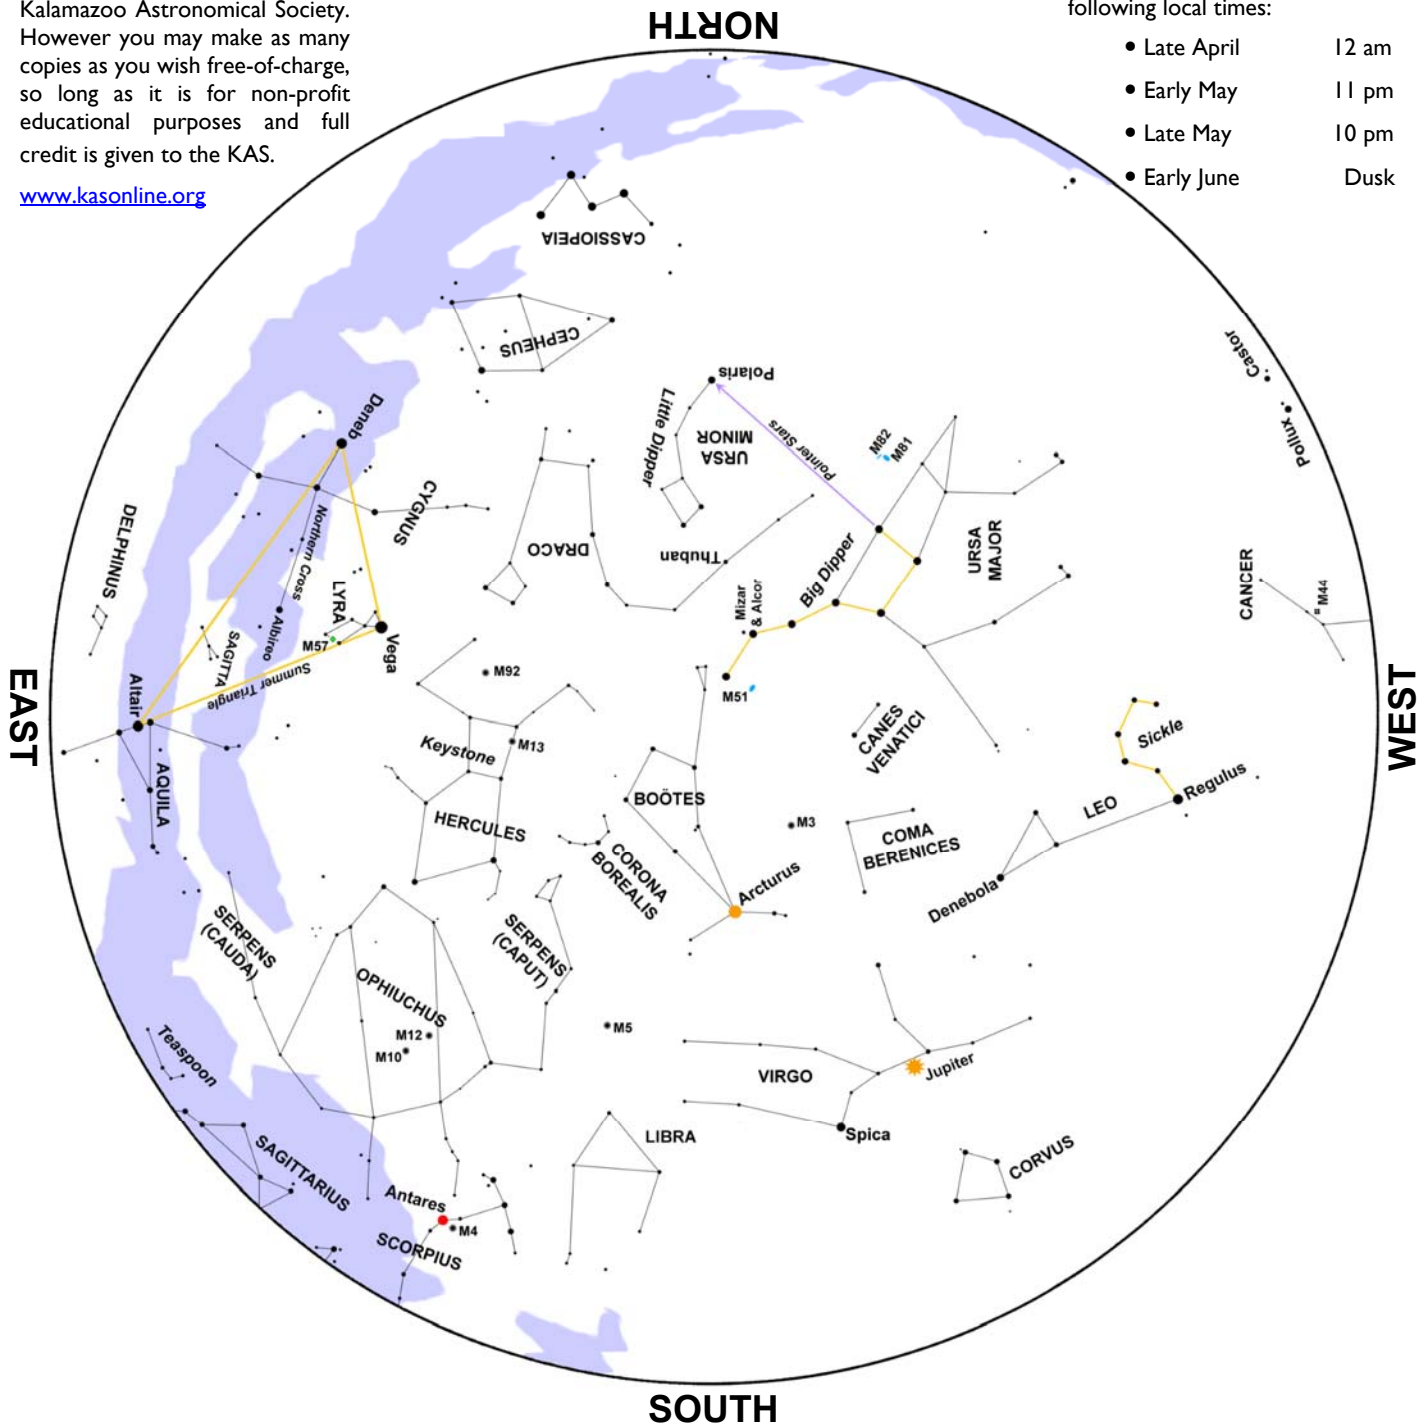 Kalamazoo Astronomical Society.
However you may make as many
copies as you wish free-of-charge,
so long as it is for non-profit
educational purposes and full
credit is given to the KAS.
www.kasonline.org
following local times:
• Late April 12 am
• Early May 11 pm
• Late May 10 pm
• Early June Dusk
NORTH
CASSIOPEIA
CEPHEUS
Castor
Pollux
Polaris
Little Dipper
URSA
MINOR
Pointer Stars
M82
M81
Deneb
CYGNUS
Northern Cross
DELPHINUS
DRACO
Thuban
Big Dipper
URSA
MAJOR
Mizar
& Alcor
CANCER
M44
LYRA
M57
Albireo
SAGITTA
Vega
Summer Triangle
Altair
EAST
M92
M51
CANES
VENATICI
Sickle
WEST
Keystone
M13
AQUILA
HERCULES
BOÖTES
M3
COMA
BERENICES
LEO
Regulus
CORONA
BOREALIS
Arcturus
Denebola
SERPENS
(CAUDA)
SERPENS
(CAPUT)
OPHIUCHUS
M12
M10
M5
Teaspoon
VIRGO
Jupiter
Spica
LIBRA
CORVUS
SAGITTARIUS
Antares
M4
SCORPIUS
SOUTH